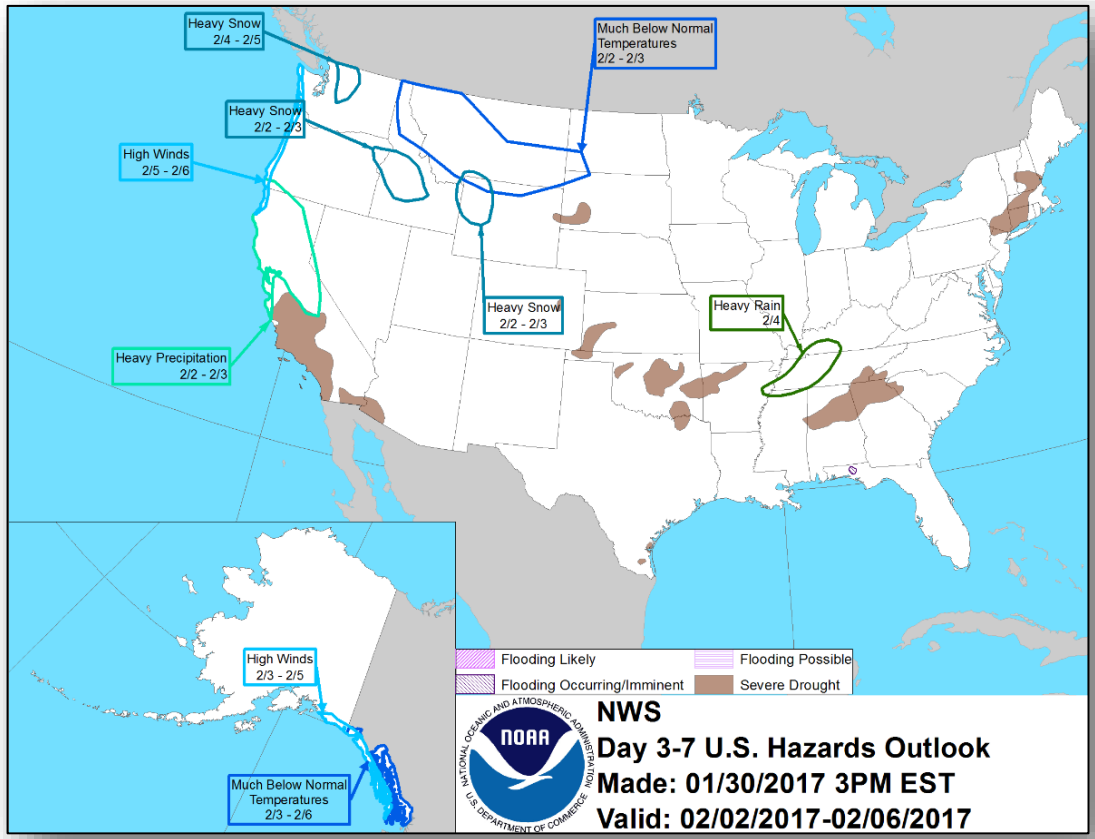 Heavy Snow
2/4 - 2/5
Much Below Normal
Temperatures
2/2 - 2/3
Heavy Snow
2/2 - 2/3
High Winds
2/5 - 2/6
Heavy Snow
2/2 - 2/3
Heavy Rain
2/4
Heavy Precipitation
2/2 - 2/3
High Winds
2/3 - 2/5
Much Below Normal
Temperatures
2/3 - 2/6
Flooding Likely
Flooding Possible
Flooding Occurring/Imminent
Severe Drought
NATIONAL OCEANIC AND ATMOSPHERIC ADMINISTRATION
NOAA
U.S. DEPARTMENT OF COMMERCE
NWS
Day 3-7 U.S. Hazards Outlook
Made: 01/30/2017 3PM EST
Valid: 02/02/2017-02/06/2017